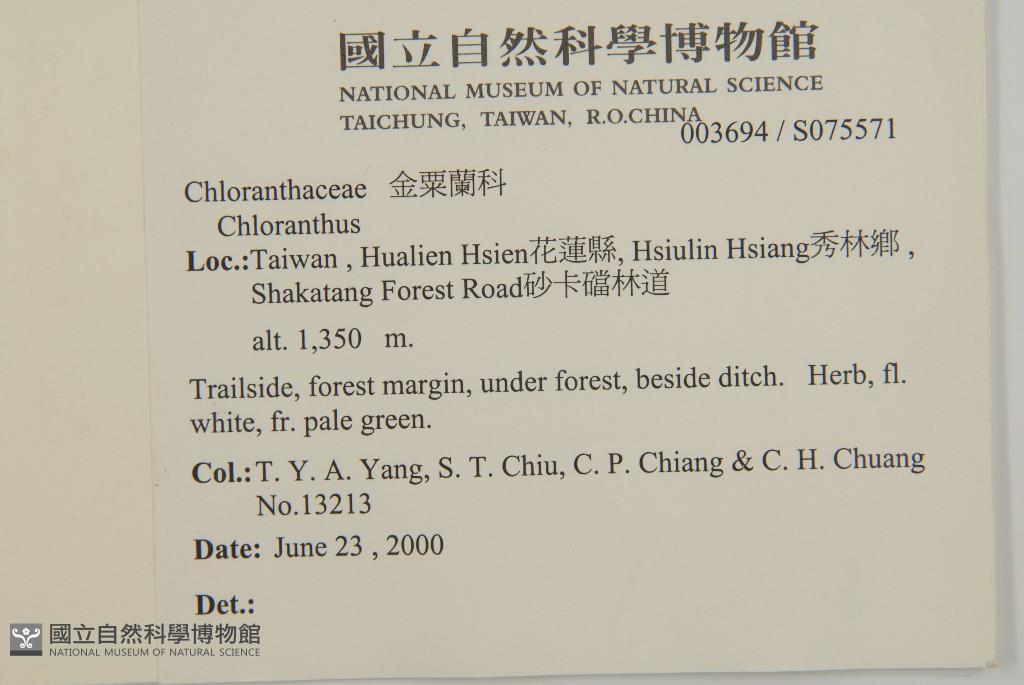 國立自然科學博物館
NATIONAL MUSEUM OF NATURAL SCIENCE
TAICHUNG, TAIWAN, R.O.CHINA
003694 / S075571
Chloranthaceae 金粟蘭科
Chloranthus
Loc.:Taiwan , Hualien Hsien花蓮縣, Hsiulin Hsiang秀林鄉 ,
Shakatang Forest Road砂卡礑林道
alt. 1,350 m.
Trailside, forest margin, under forest, beside ditch. Herb, fl.
white, fr. pale green.
Col.:T. Y. A. Yang, S. T. Chiu, C. P. Chiang & C. H. Chuang
No.13213
Date: June 23 , 2000
Det.:
國立自然科學博物館
NATIONAL MUSEUM OF NATURAL SCIENCE